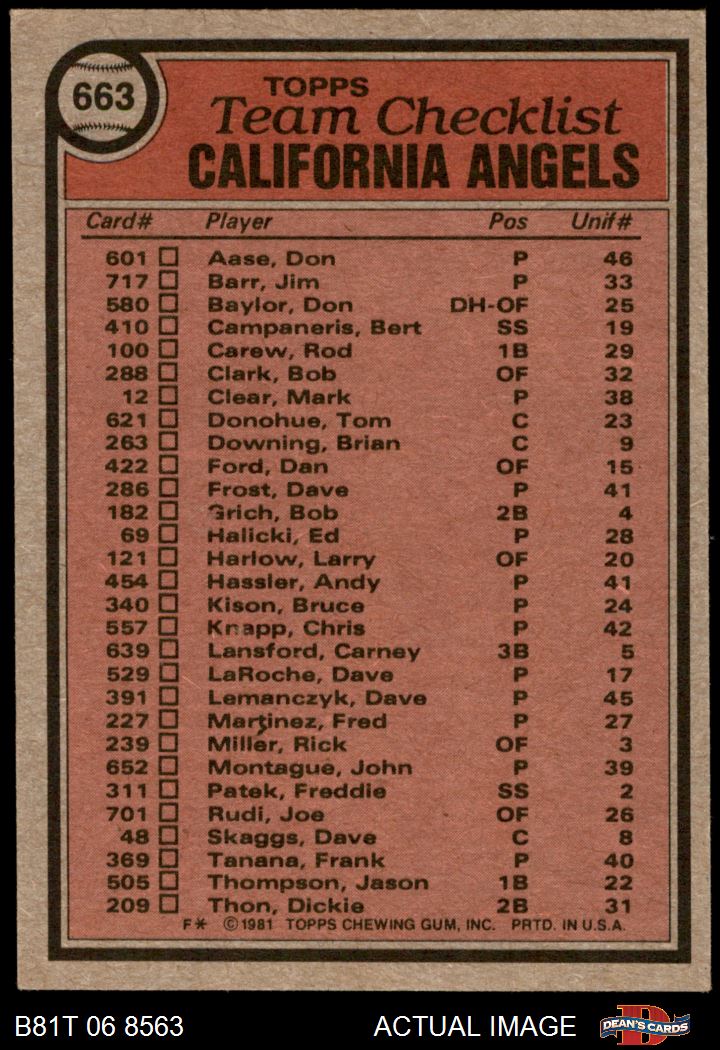 663
TOPPS
Team Checklist
CALIFORNIA ANGELS
Card# Player Pos Unif#
601 Aase, Don P 46
717 Barr, Jim P 33
580 Baylor, Don DH-OF 25
410 Campaneris, Bert SS 19
100 Carew, Rod 1B 29
288 Clark, Bob OF 32
12 Clear, Mark P 38
621 Donohue, Tom C 23
263 Downing, Brian C 9
422 Ford, Dan OF 15
286 Frost, Dave P 41
182 Grich, Bob 2B 4
69 Halicki, Ed P 28
121 Harlow, Larry OF 20
454 Hassler, Andy P 41
340 Kison, Bruce P 24
557 Knapp, Chris P 42
639 Lansford, Carney 3B 5
529 LaRoche, Dave P 17
391 Lemanczyk, Dave P 45
227 Martinez, Fred P 27
239 Miller, Rick OF 3
652 Montague, John P 39
311 Patek, Freddie SS 2
701 Rudi, Joe OF 26
48 Skaggs, Dave C 8
369 Tanana, Frank P 40
505 Thompson, Jason 1B 22
209 Thon, Dickie 2B 31
F* ©1981 TOPPS CHEWING GUM, INC. PRTD. IN U.S.A.
B81T 06 8563 ACTUAL IMAGE DEAN'S CARDS